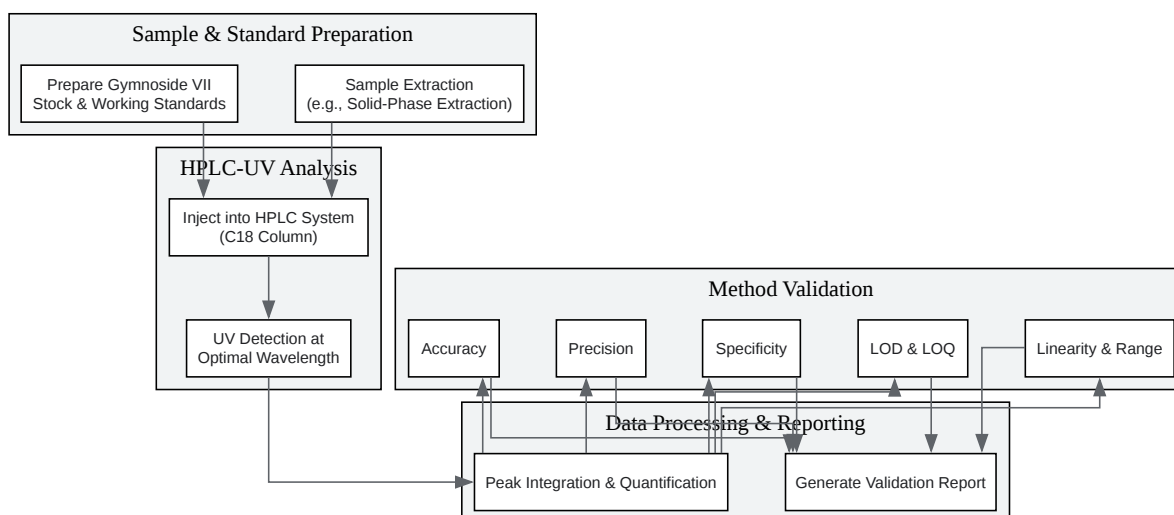 Sample & Standard Preparation
Prepare Gymnoside VII
Stock & Working Standards
Sample Extraction
(e.g., Solid-Phase Extraction)
HPLC-UV Analysis
Inject into HPLC System
(C18 Column)
UV Detection at
Optimal Wavelength
Method Validation
Accuracy
Precision
Specificity
LOD & LOQ
Linearity & Range
Data Processing & Reporting
Peak Integration & Quantification
Generate Validation Report